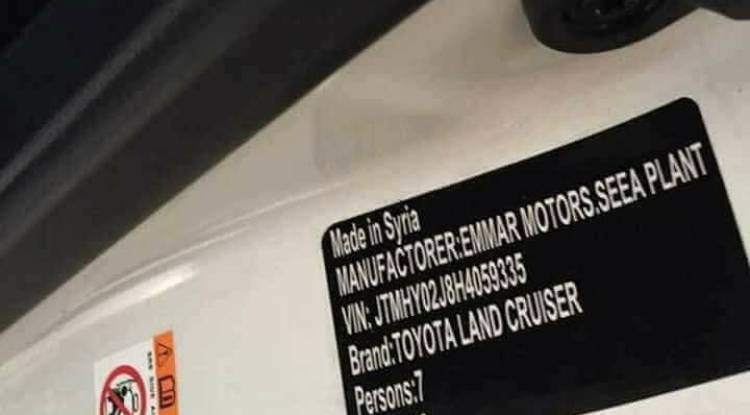 Made in Syria
MANUFACTORER:EMMAR MOTORS.SEEA PLANT
VIN: JTMHY02J8H4059335
Brand:TOYOTA LAND CRUISER
Persons:7